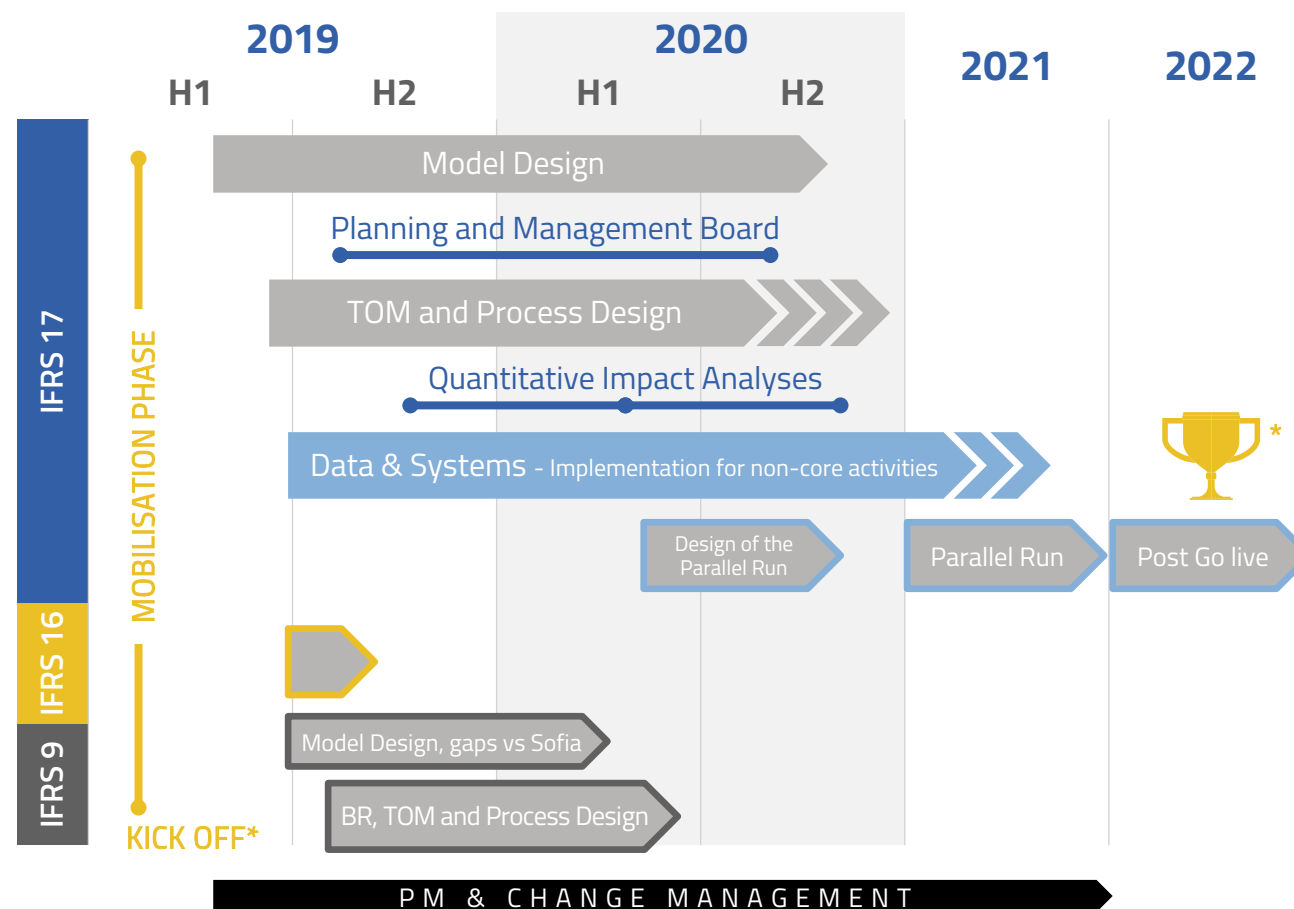 2019
2020
2021
2022
H1
H2
H1
H2
IFRS 17
IFRS 16
IFRS 9
MOBILISATION PHASE
KICK OFF*
Model Design
Planning and Management Board
TOM and Process Design
Quantitative Impact Analyses
Data & Systems - Implementation for non-core activities
*
Design of the
Parallel Run
Parallel Run
Post Go live
Model Design, gaps vs Sofia
BR, TOM and Process Design
PM & CHANGE MANAGEMENT